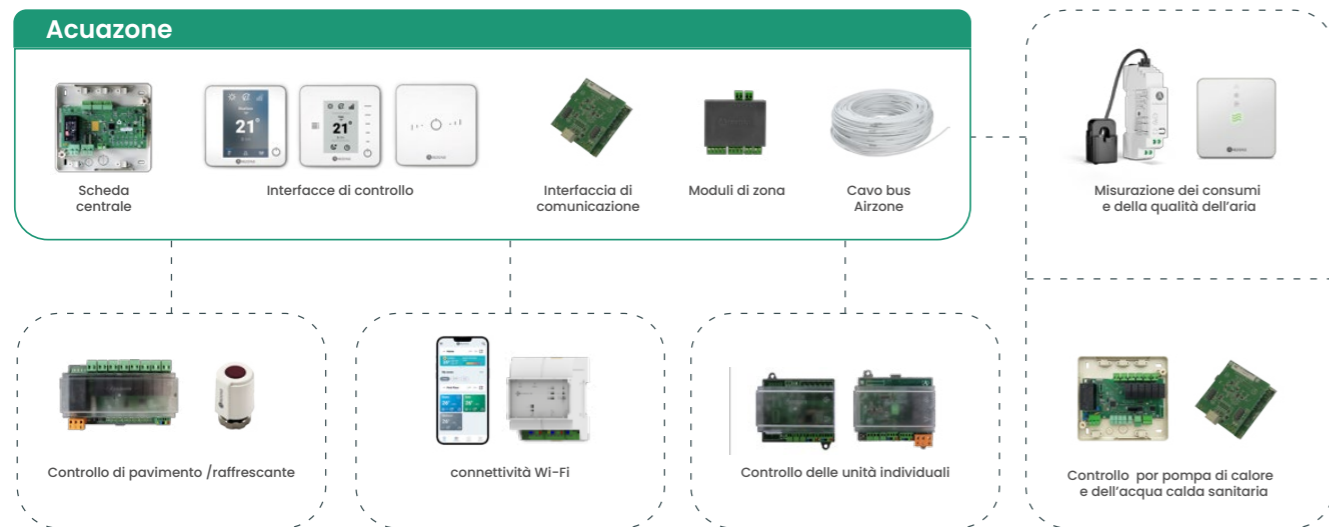 Acuazone
21°
21°
Scheda
centrale
Interfacce di controllo
Interfaccia di
comunicazione
Moduli di zona
Cavo bus
Airzone
Misurazione dei consumi
e della qualità dell'aria
Controllo di pavimento /raffrescante
connettività Wi-Fi
Controllo delle unità individuali
Controllo por pompa di calore
e dell'acqua calda sanitaria